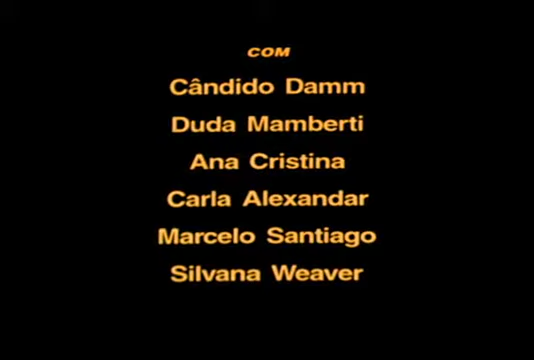 COM
Cândido Damm
Duda Mamberti
Ana Cristina
Carla Alexandar
Marcelo Santiago
Silvana Weaver